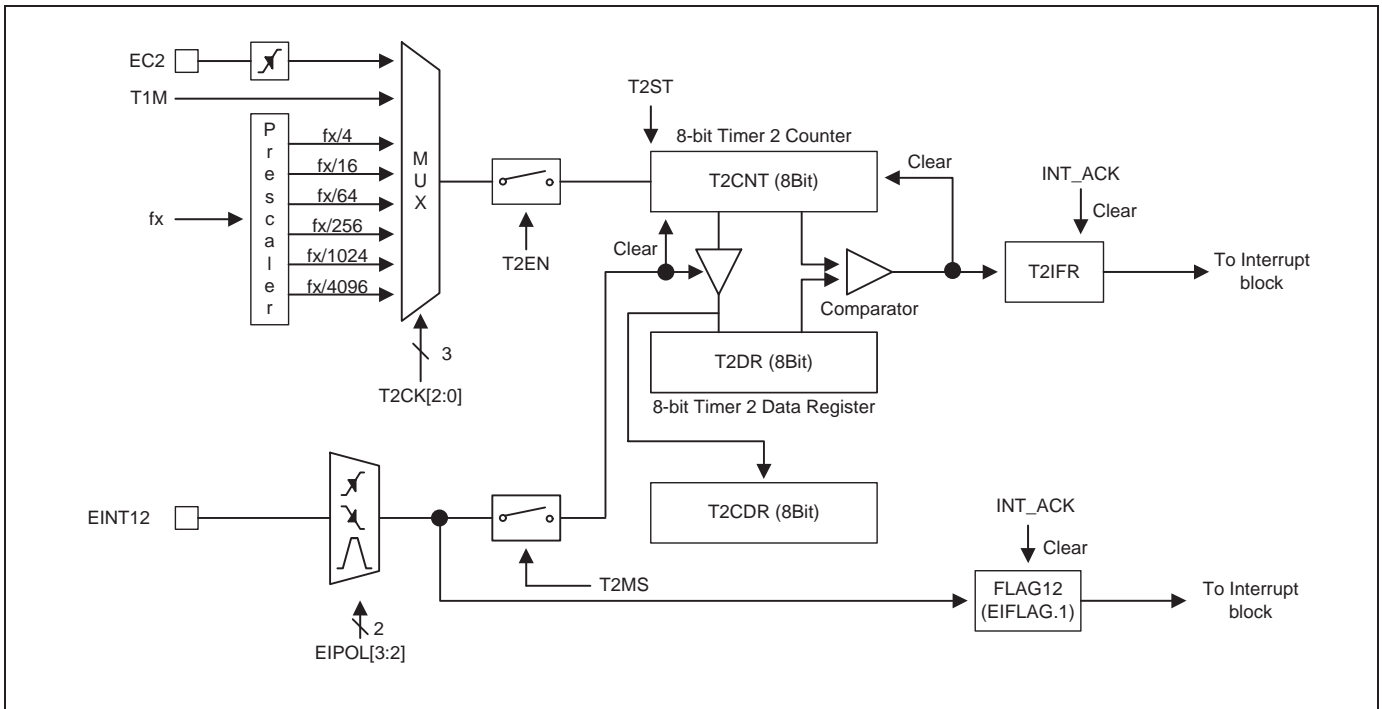 EC2
T1M
Prescaler
fx/4
fx/16
fx/64
fx/256
fx/1024
fx/4096
fx
MUX
T2CK[2:0]
3
T2EN
T2ST
8-bit Timer 2 Counter
T2CNT (8Bit)
Clear
Clear
Comparator
T2DR (8Bit)
8-bit Timer 2 Data Register
T2CDR (8Bit)
INT_ACK
Clear
T2IFR
To Interrupt
block
EINT12
2
EIPOL[3:2]
T2MS
INT_ACK
Clear
FLAG12
(EIFLAG.1)
To Interrupt
block